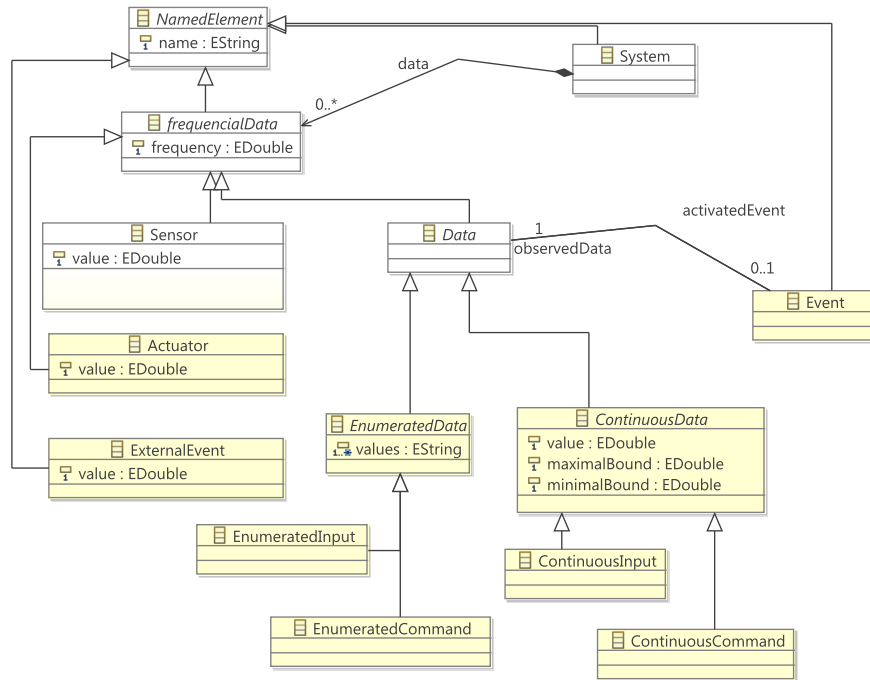 NamedElement
name : EString
System
data
0..*
frequencialData
frequency : EDouble
Sensor
value : EDouble
Data
1
observedData
activatedEvent
0..1
Event
Actuator
value : EDouble
EnumeratedData
1..* values : EString
ContinuousData
value : EDouble
maximalBound : EDouble
minimalBound : EDouble
ExternalEvent
value : EDouble
EnumeratedInput
ContinuousInput
EnumeratedCommand
ContinuousCommand